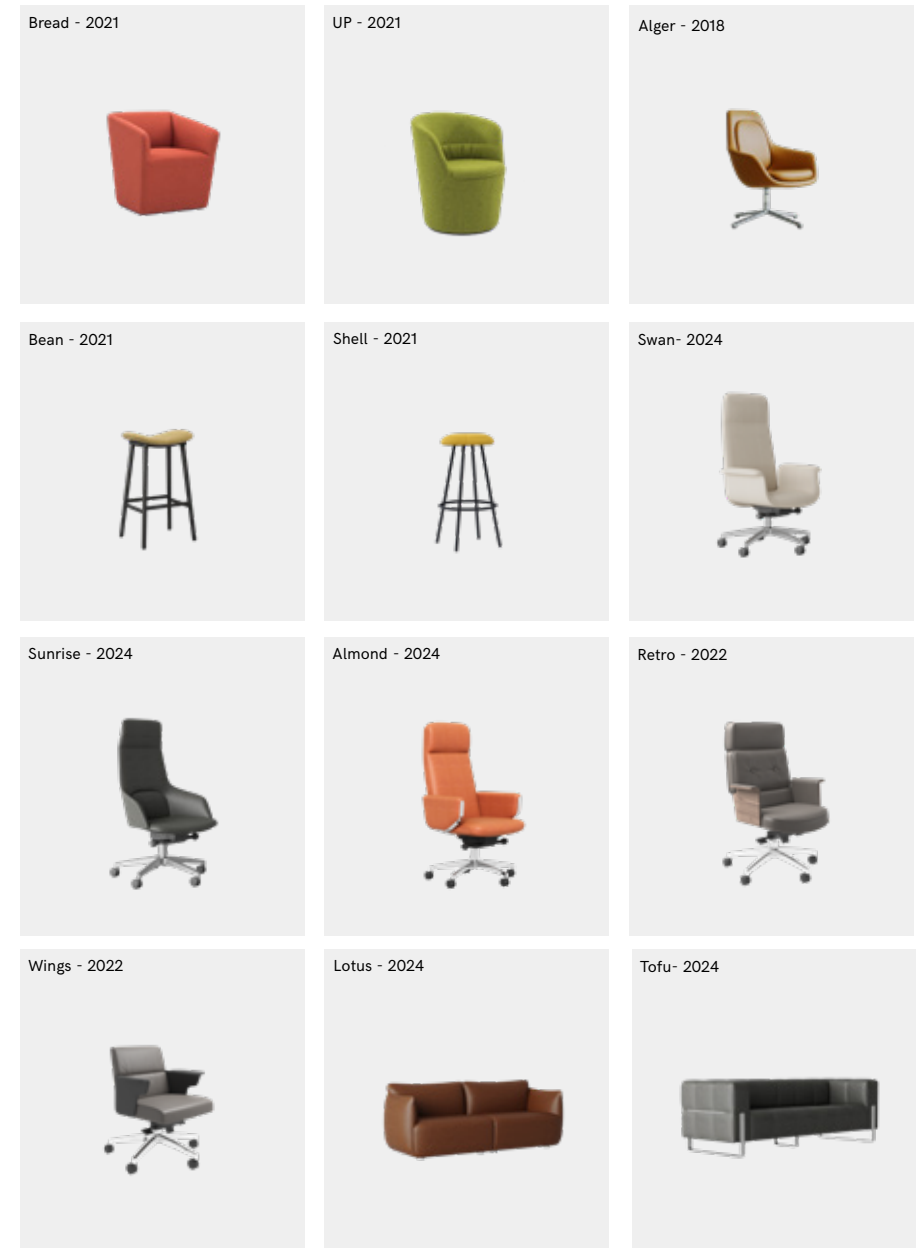 Bread - 2021
UP - 2021
Alger - 2018
Bean - 2021
Shell - 2021
Swan- 2024
Sunrise - 2024
Almond - 2024
Retro - 2022
Wings - 2022
Lotus - 2024
Tofu- 2024